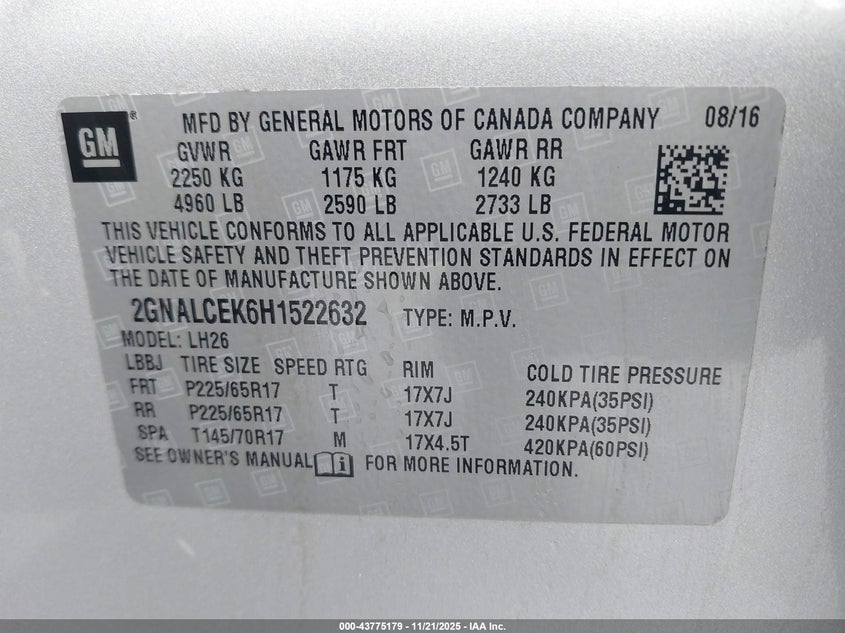 GM ® MFD BY GENERAL MOTORS OF CANADA COMPANY 08/16
GVWR GAWR FRT GAWR RR
2250 KG 1175 KG 1240 KG
4960 LB 2590 LB 2733 LB
THIS VEHICLE CONFORMS TO ALL APPLICABLE U.S. FEDERAL MOTOR
VEHICLE SAFETY AND THEFT PREVENTION STANDARDS IN EFFECT ON
THE DATE OF MANUFACTURE SHOWN ABOVE.
2GNALCEK6H1522632 TYPE: M.P.V.
MODEL: LH26
LBBJ TIRE SIZE SPEED RTG RIM COLD TIRE PRESSURE
FRT P225/65R17 T 17X7J 240KPA(35PSI)
RR P225/65R17 T 17X7J 240KPA(35PSI)
SPA T145/70R17 M 17X4.5T 420KPA(60PSI)
SEE OWNER'S MANUAL i FOR MORE INFORMATION.
000-43775179 - 11/21/2025 - IAA Inc.